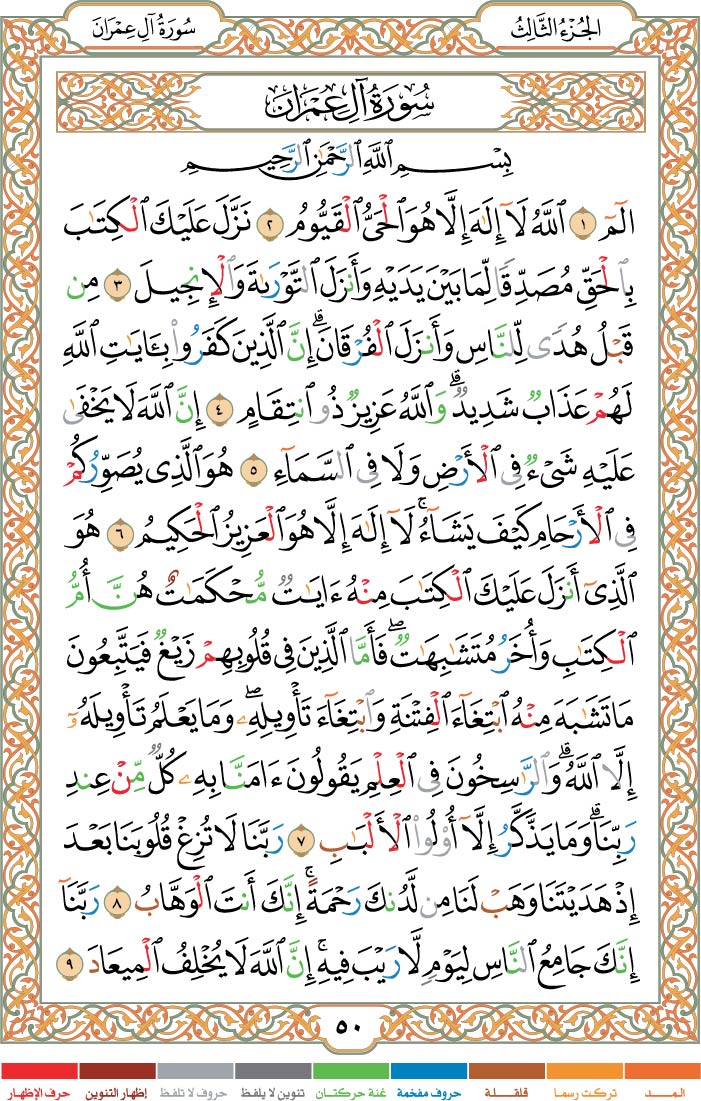 الجُزْءُ الثَّالِثُ
سُورَةُ آلِ عِمْرَانَ
سُورَةُ آلِ عِمْرَانَ
بِسْمِ ٱللَّهِ ٱلرَّحْمَٰنِ ٱلرَّحِيمِ
الٓمٓ ١ ٱللَّهُ لَآ إِلَٰهَ إِلَّا هُوَ ٱلْحَىُّ ٱلْقَيُّومُ ٢ نَزَّلَ عَلَيْكَ ٱلْكِتَٰبَ
بِٱلْحَقِّ مُصَدِّقًا لِّمَا بَيْنَ يَدَيْهِ وَأَنزَلَ ٱلتَّوْرَىٰةَ وَٱلْإِنجِيلَ ٣ مِن
قَبْلُ هُدًى لِّلنَّاسِ وَأَنزَلَ ٱلْفُرْقَانَ ۗ إِنَّ ٱلَّذِينَ كَفَرُوا۟ بِـَٔايَٰتِ ٱللَّهِ
لَهُمْ عَذَابٌ شَدِيدٌ ۗ وَٱللَّهُ عَزِيزٌ ذُو ٱنتِقَامٍ ٤ إِنَّ ٱللَّهَ لَا يَخْفَىٰ
عَلَيْهِ شَىْءٌ فِى ٱلْأَرْضِ وَلَا فِى ٱلسَّمَآءِ ٥ هُوَ ٱلَّذِى يُصَوِّرُكُمْ
فِى ٱلْأَرْحَامِ كَيْفَ يَشَآءُ ۚ لَآ إِلَٰهَ إِلَّا هُوَ ٱلْعَزِيزُ ٱلْحَكِيمُ ٦ هُوَ
ٱلَّذِىٓ أَنزَلَ عَلَيْكَ ٱلْكِتَٰبَ مِنْهُ ءَايَٰتٌ مُّحْكَمَٰتٌ هُنَّ أُمُّ
ٱلْكِتَٰبِ وَأُخَرُ مُتَشَٰبِهَٰتٌ ۖ فَأَمَّا ٱلَّذِينَ فِى قُلُوبِهِمْ زَيْغٌ فَيَتَّبِعُونَ
مَا تَشَٰبَهَ مِنْهُ ٱبْتِغَآءَ ٱلْفِتْنَةِ وَٱبْتِغَآءَ تَأْوِيلِهِۦ ۗ وَمَا يَعْلَمُ تَأْوِيلَهُۥٓ
إِلَّا ٱللَّهُ ۗ وَٱلرَّٰسِخُونَ فِى ٱلْعِلْمِ يَقُولُونَ ءَامَنَّا بِهِۦ كُلٌّ مِّنْ عِندِ
رَبِّنَا ۗ وَمَا يَذَّكَّرُ إِلَّآ أُو۟لُوا۟ ٱلْأَلْبَٰبِ ٧ رَبَّنَا لَا تُزِغْ قُلُوبَنَا بَعْدَ
إِذْ هَدَيْتَنَا وَهَبْ لَنَا مِن لَّدُنكَ رَحْمَةً ۚ إِنَّكَ أَنتَ ٱلْوَهَّابُ ٨ رَبَّنَآ
إِنَّكَ جَامِعُ ٱلنَّاسِ لِيَوْمٍ لَّا رَيْبَ فِيهِ ۚ إِنَّ ٱللَّهَ لَا يُخْلِفُ ٱلْمِيعَادَ ٩
٥٠
المـــد تركت رسما قلقـــلة حروف مفخمة غنة حركتان تنوين لا يلفظ حروف لا تلفظ إظهار التنوين حرف الإظهار